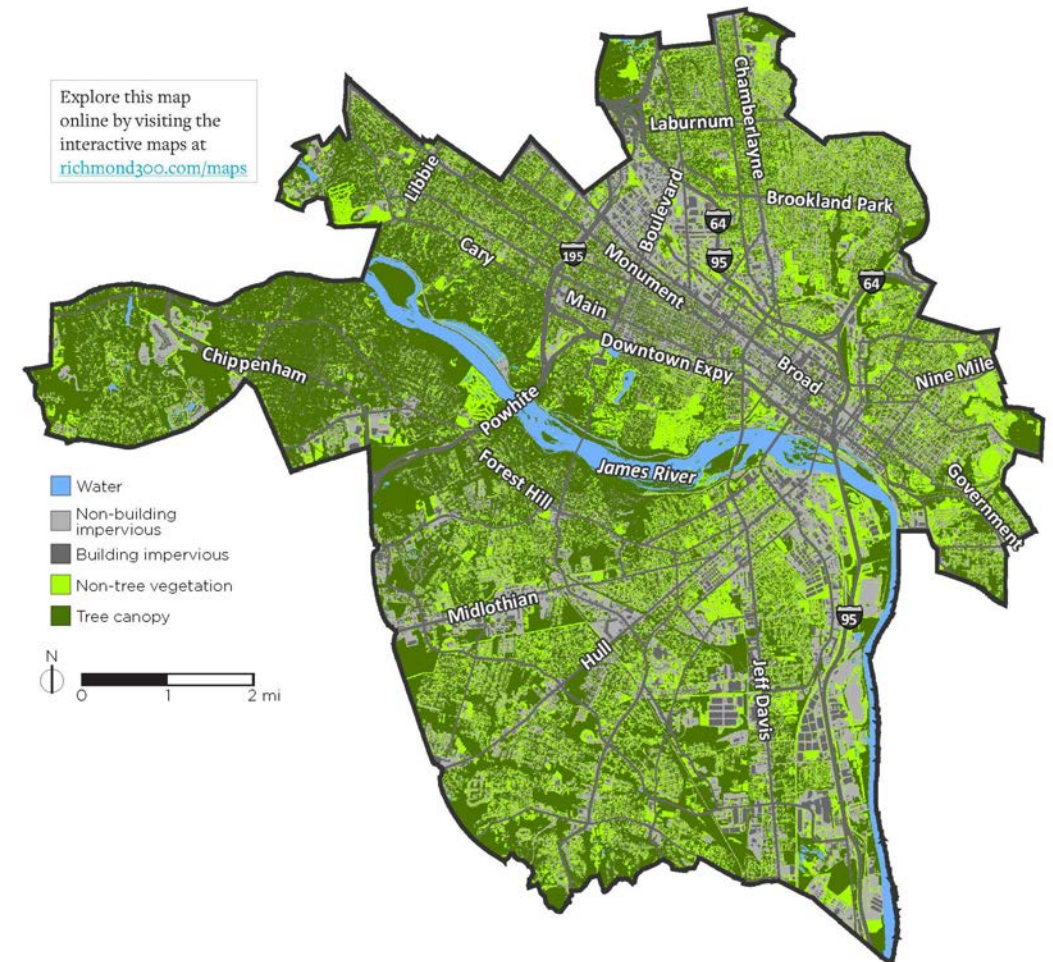 Explore this map
online by visiting the
interactive maps at
richmond300.com/maps
Laburnum
Chamberlayne
Libbie
Boulevard
Brookland Park
64
Cary
195
Monument
95
64
Main
Downtown Expy
Broad
Nine Mile
Chippenham
Powhite
James River
Forest Hill
Government
Water
Non-building
impervious
Building impervious
Non-tree vegetation
Tree canopy
Midlothian
95
Hull
Jeff Davis
N
0 1 2 mi